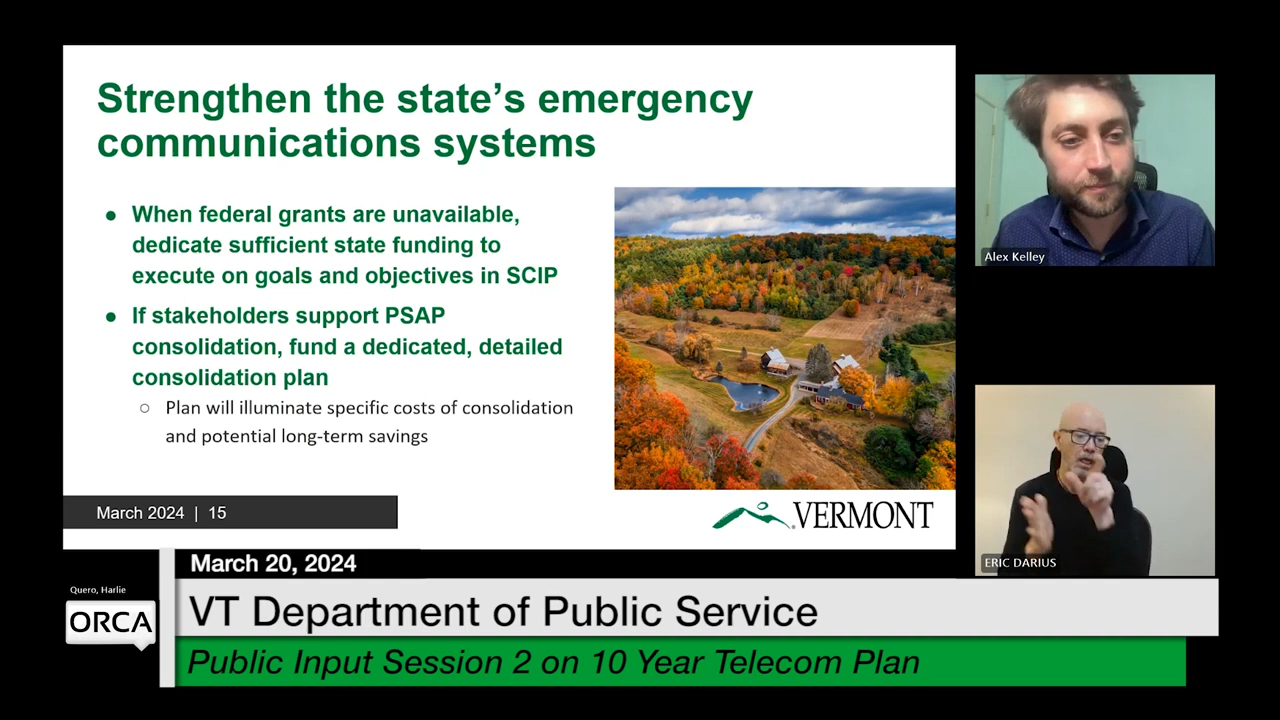 Strengthen the state’s emergency
communications systems
● When federal grants are unavailable,
dedicate sufficient state funding to
execute on goals and objectives in SCIP
● If stakeholders support PSAP
consolidation, fund a dedicated, detailed
consolidation plan
○ Plan will illuminate specific costs of consolidation
and potential long-term savings
March 2024 | 15
VERMONT
Alex Kelley
ERIC DARIUS
March 20, 2024
Quero, Harlie
ORCA
VT Department of Public Service
Public Input Session 2 on 10 Year Telecom Plan